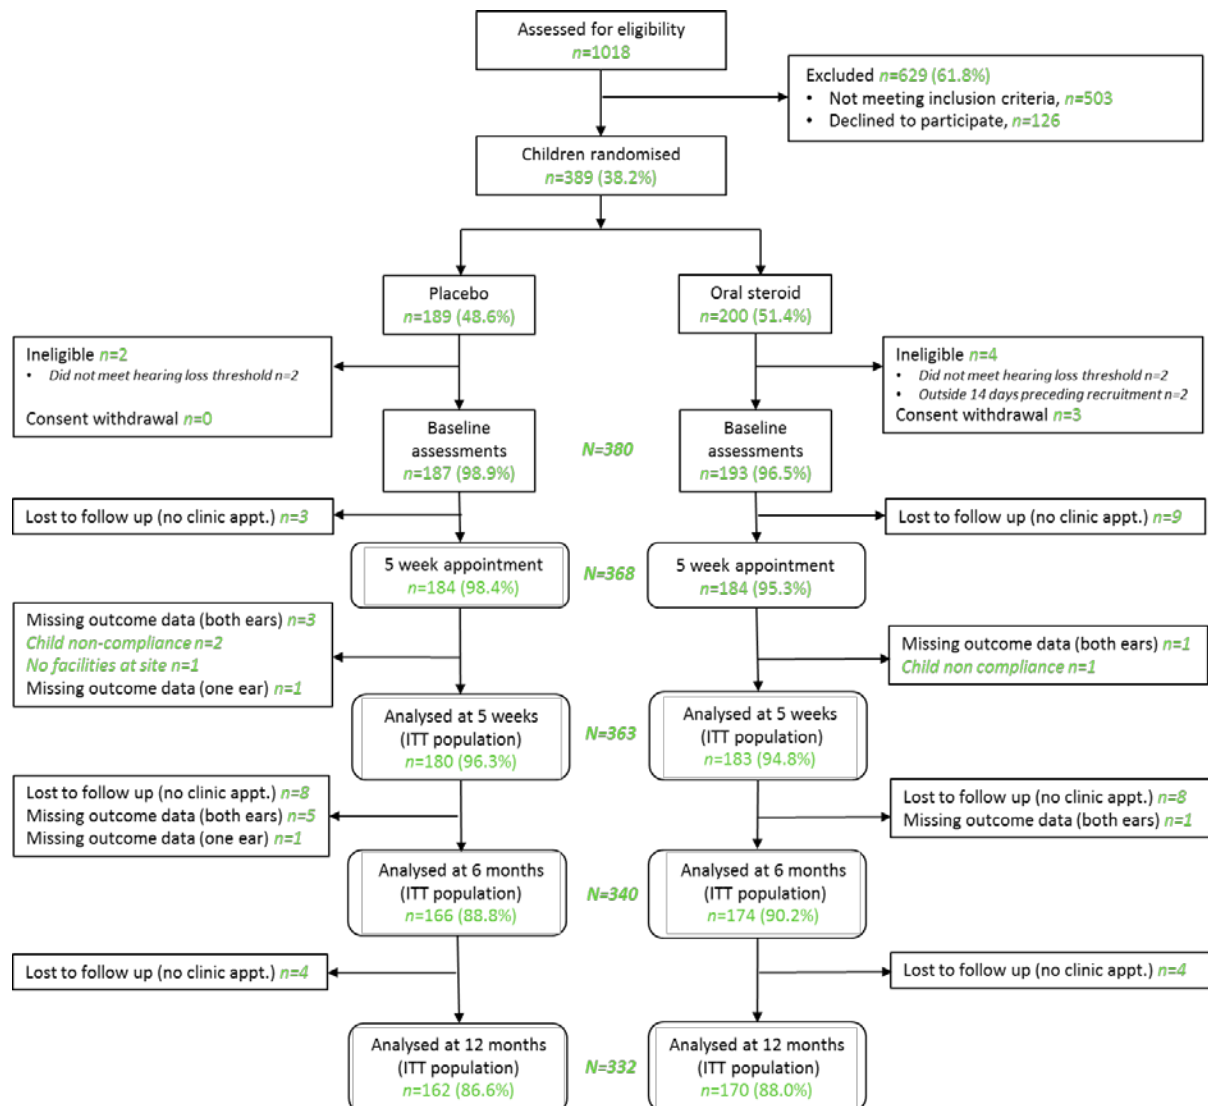 Assessed for eligibility
n=1018
Excluded n=629 (61.8%)
• Not meeting inclusion criteria, n=503
• Declined to participate, n=126
Children randomised
n=389 (38.2%)
Placebo
n=189 (48.6%)
Oral steroid
n=200 (51.4%)
Ineligible n=2
• Did not meet hearing loss threshold n=2
Consent withdrawal n=0
Ineligible n=4
• Did not meet hearing loss threshold n=2
• Outside 14 days preceding recruitment n=2
Consent withdrawal n=3
Baseline
assessments
n=187 (98.9%)
N=380
Baseline
assessments
n=193 (96.5%)
Lost to follow up (no clinic appt.) n=3
Lost to follow up (no clinic appt.) n=9
5 week appointment
n=184 (98.4%)
N=368
5 week appointment
n=184 (95.3%)
Missing outcome data (both ears) n=3
Child non-compliance n=2
No facilities at site n=1
Missing outcome data (one ear) n=1
Missing outcome data (both ears) n=1
Child non compliance n=1
Analysed at 5 weeks
(ITT population)
n=180 (96.3%)
N=363
Analysed at 5 weeks
(ITT population)
n=183 (94.8%)
Lost to follow up (no clinic appt.) n=8
Missing outcome data (both ears) n=5
Missing outcome data (one ear) n=1
Lost to follow up (no clinic appt.) n=8
Missing outcome data (both ears) n=1
Analysed at 6 months
(ITT population)
n=166 (88.8%)
N=340
Analysed at 6 months
(ITT population)
n=174 (90.2%)
Lost to follow up (no clinic appt.) n=4
Lost to follow up (no clinic appt.) n=4
Analysed at 12 months
(ITT population)
n=162 (86.6%)
N=332
Analysed at 12 months
(ITT population)
n=170 (88.0%)